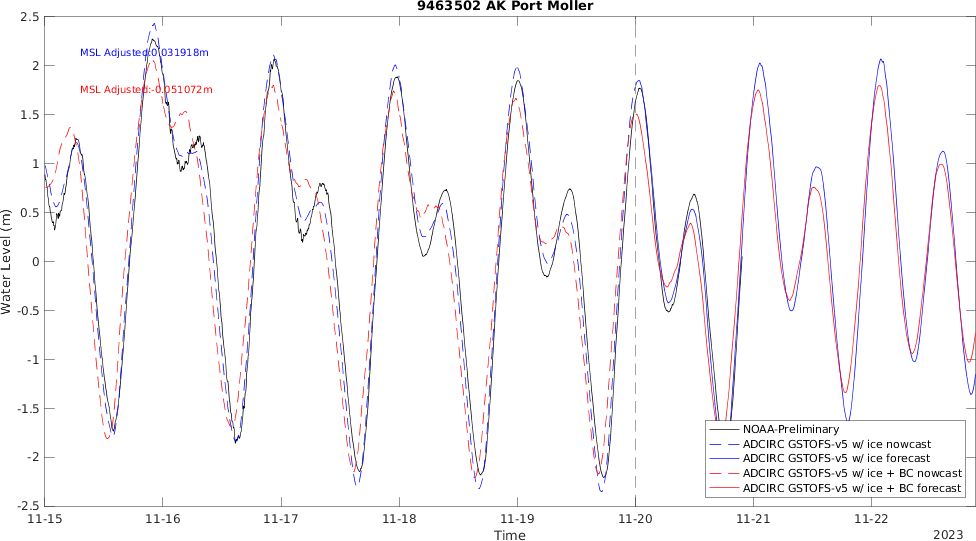 9463502 AK Port Moller
MSL Adjusted:0.031918m
MSL Adjusted:-0.051072m
Water Level (m)
2.5
2
1.5
1
0.5
0
-0.5
-1
-1.5
-2
-2.5
NOAA-Preliminary
ADCIRC GSTOFS-v5 w/ ice nowcast
ADCIRC GSTOFS-v5 w/ ice forecast
ADCIRC GSTOFS-v5 w/ ice + BC nowcast
ADCIRC GSTOFS-v5 w/ ice + BC forecast
11-15 11-16 11-17 11-18 11-19 11-20 11-21 11-22
Time
2023